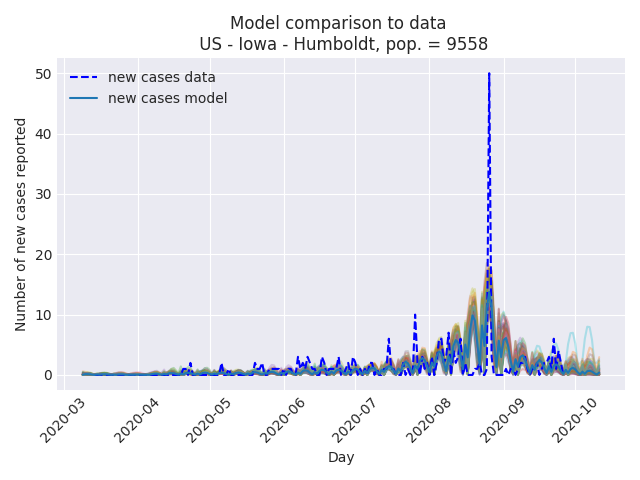 Model comparison to data
US - Iowa - Humboldt, pop. = 9558
new cases data
new cases model
Number of new cases reported
50
40
30
20
10
0
2020-03
2020-04
2020-05
2020-06
2020-07
2020-08
2020-09
2020-10
Day